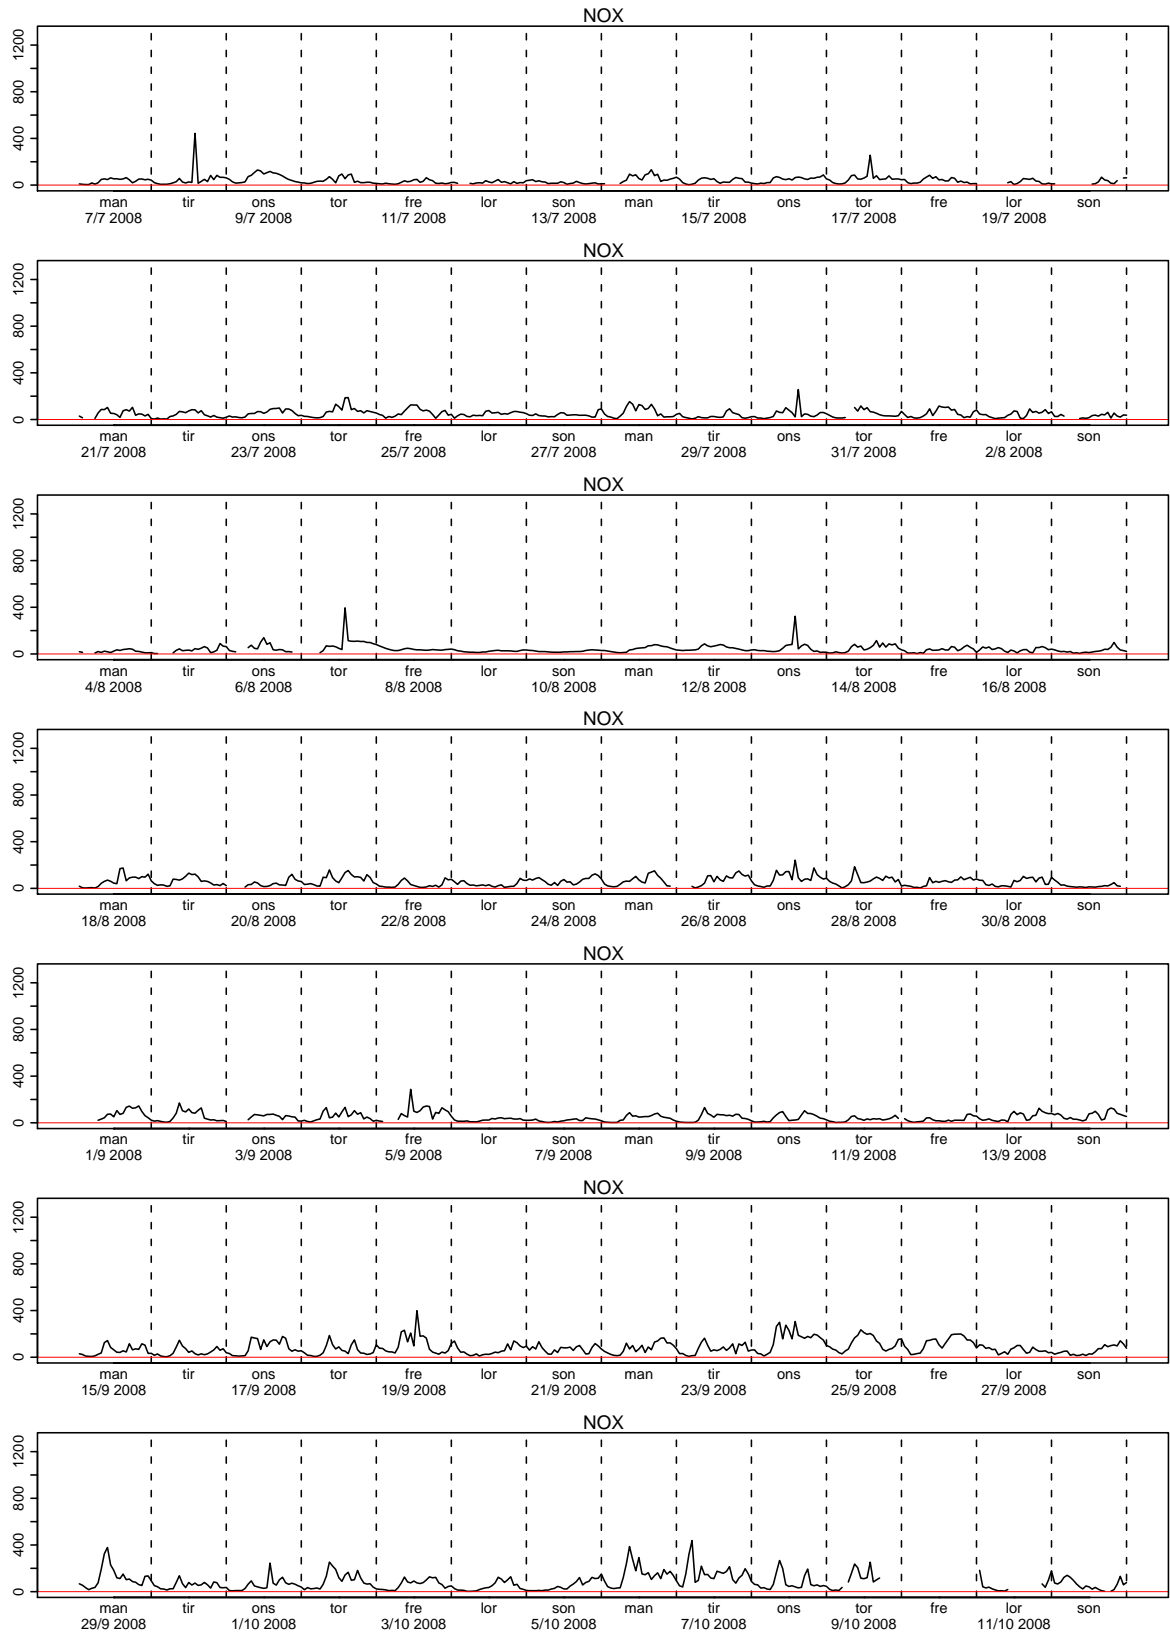 NOX
1200
800
400
0
man tir ons tor fre lor son man tir ons tor fre lor son
7/7 2008 9/7 2008 11/7 2008 13/7 2008 15/7 2008 17/7 2008 19/7 2008
NOX
1200
800
400
0
man tir ons tor fre lor son man tir ons tor fre lor son
21/7 2008 23/7 2008 25/7 2008 27/7 2008 29/7 2008 31/7 2008 2/8 2008
NOX
1200
800
400
0
man tir ons tor fre lor son man tir ons tor fre lor son
4/8 2008 6/8 2008 8/8 2008 10/8 2008 12/8 2008 14/8 2008 16/8 2008
NOX
1200
800
400
0
man tir ons tor fre lor son man tir ons tor fre lor son
18/8 2008 20/8 2008 22/8 2008 24/8 2008 26/8 2008 28/8 2008 30/8 2008
NOX
1200
800
400
0
man tir ons tor fre lor son man tir ons tor fre lor son
1/9 2008 3/9 2008 5/9 2008 7/9 2008 9/9 2008 11/9 2008 13/9 2008
NOX
1200
800
400
0
man tir ons tor fre lor son man tir ons tor fre lor son
15/9 2008 17/9 2008 19/9 2008 21/9 2008 23/9 2008 25/9 2008 27/9 2008
NOX
1200
800
400
0
man tir ons tor fre lor son man tir ons tor fre lor son
29/9 2008 1/10 2008 3/10 2008 5/10 2008 7/10 2008 9/10 2008 11/10 2008